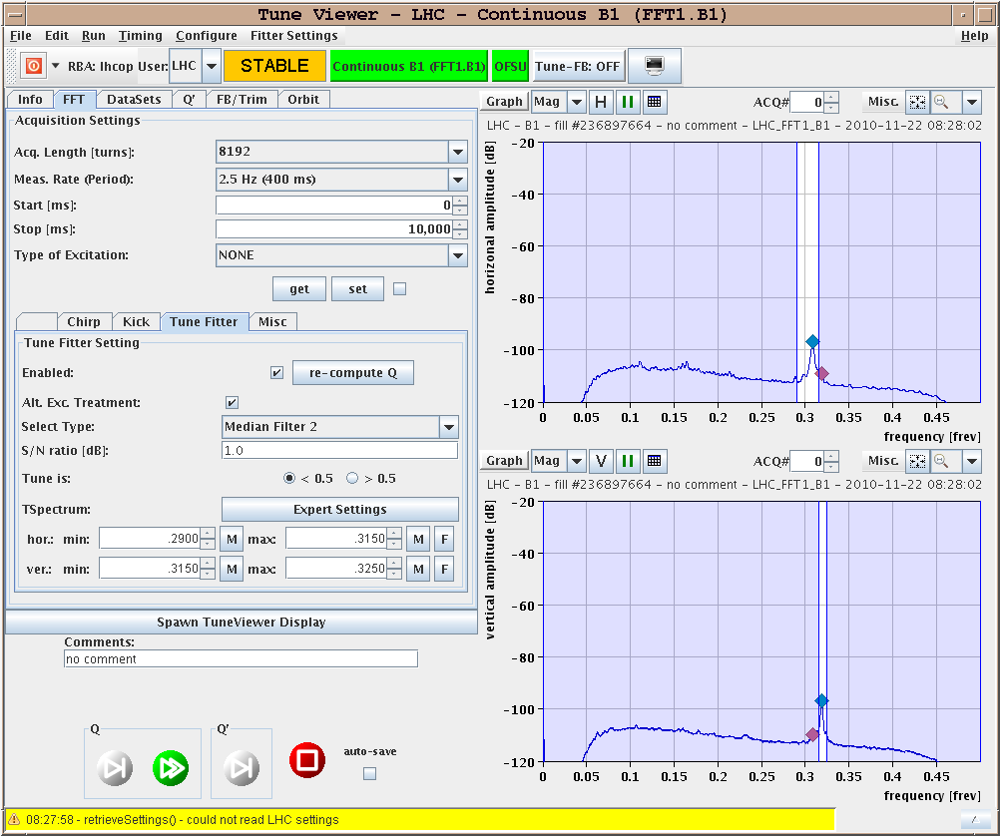 Tune Viewer - LHC - Continuous B1 (FFT1.B1)
File Edit Run Timing Configure Fitter Settings Help
RBA: lhcop User: LHC STABLE Continuous B1 (FFT1.B1) OFSU Tune-FB: OFF
Info FFT DataSets Q' FB/Trim Orbit
Acquisition Settings
Acq. Length [turns]: 8192
Meas. Rate (Period): 2.5 Hz (400 ms)
Start [ms]: 0
Stop [ms]: 10,000
Type of Excitation: NONE
get set
Chirp Kick Tune Fitter Misc
Tune Fitter Setting
Enabled: re-compute Q
Alt. Exc. Treatment:
Select Type: Median Filter 2
S/N ratio [dB]: 1.0
Tune is: < 0.5 > 0.5
TSpectrum: Expert Settings
hor.: min: .2900 M max: .3150 M F
ver.: min: .3150 M max: .3250 M F
Spawn TuneViewer Display
Comments:
no comment
Q Q'
auto-save
Graph Mag H ACQ# 0 Misc.
LHC - B1 - fill #236897664 - no comment - LHC_FFT1_B1 - 2010-11-22 08:28:02
horizonal amplitude [dB]
-20
-40
-60
-80
-100
-120
0 0.05 0.1 0.15 0.2 0.25 0.3 0.35 0.4 0.45
frequency [frev]
Graph Mag V ACQ# 0 Misc.
LHC - B1 - fill #236897664 - no comment - LHC_FFT1_B1 - 2010-11-22 08:28:02
vertical amplitude [dB]
-20
-40
-60
-80
-100
-120
0 0.05 0.1 0.15 0.2 0.25 0.3 0.35 0.4 0.45
frequency [frev]
08:27:58 - retrieveSettings() - could not read LHC settings